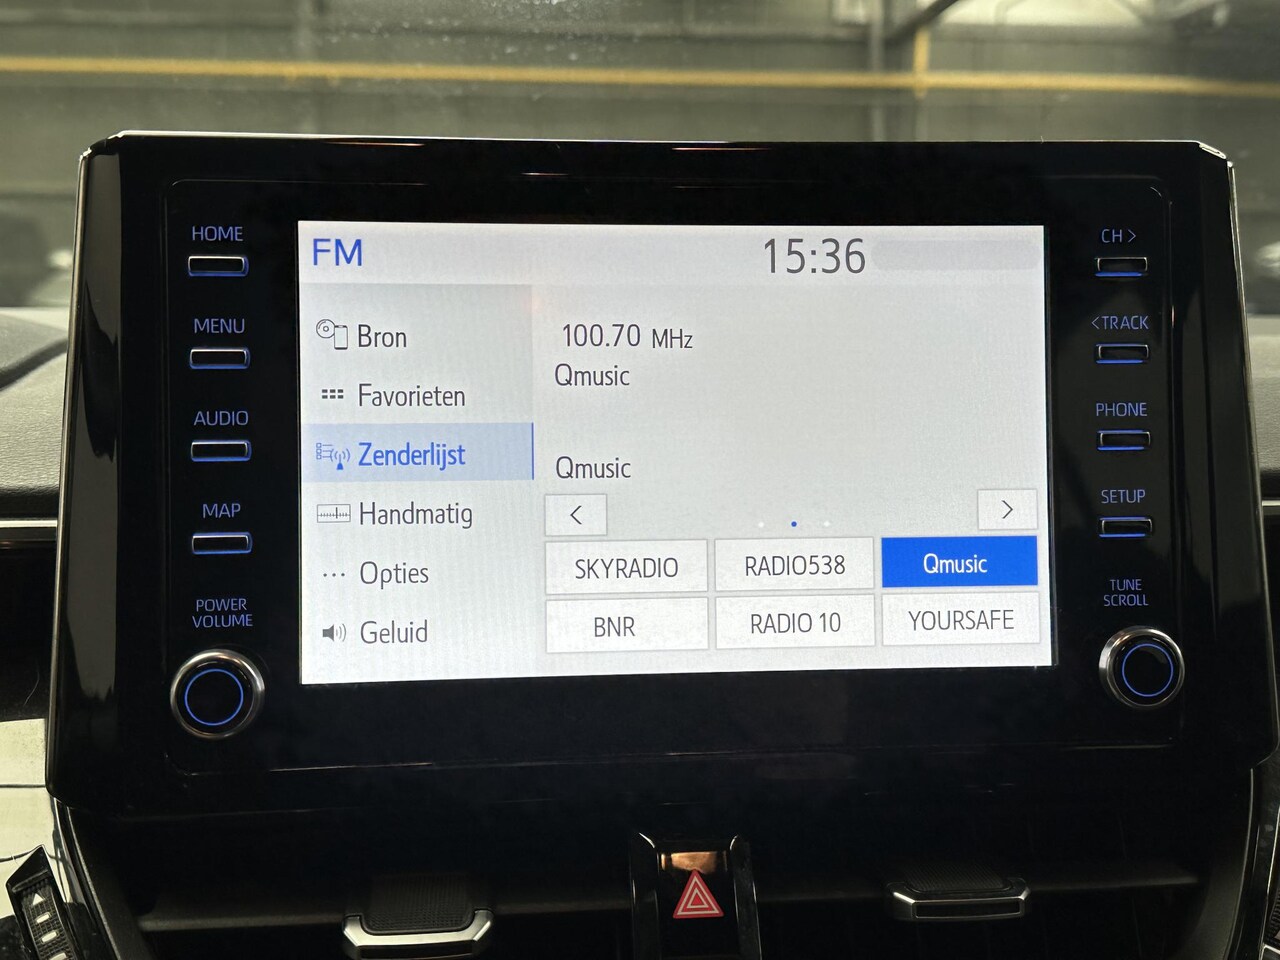 HOME
MENU
AUDIO
MAP
POWER
VOLUME
FM
15:36
Bron
Favorieten
Zenderlijst
Handmatig
Opties
Geluid
100.70 MHz
Qmusic
Qmusic
<
>
SKYRADIO
RADIO538
Qmusic
BNR
RADIO 10
YOURSAFE
CH >
<TRACK
PHONE
SETUP
TUNE
SCROLL